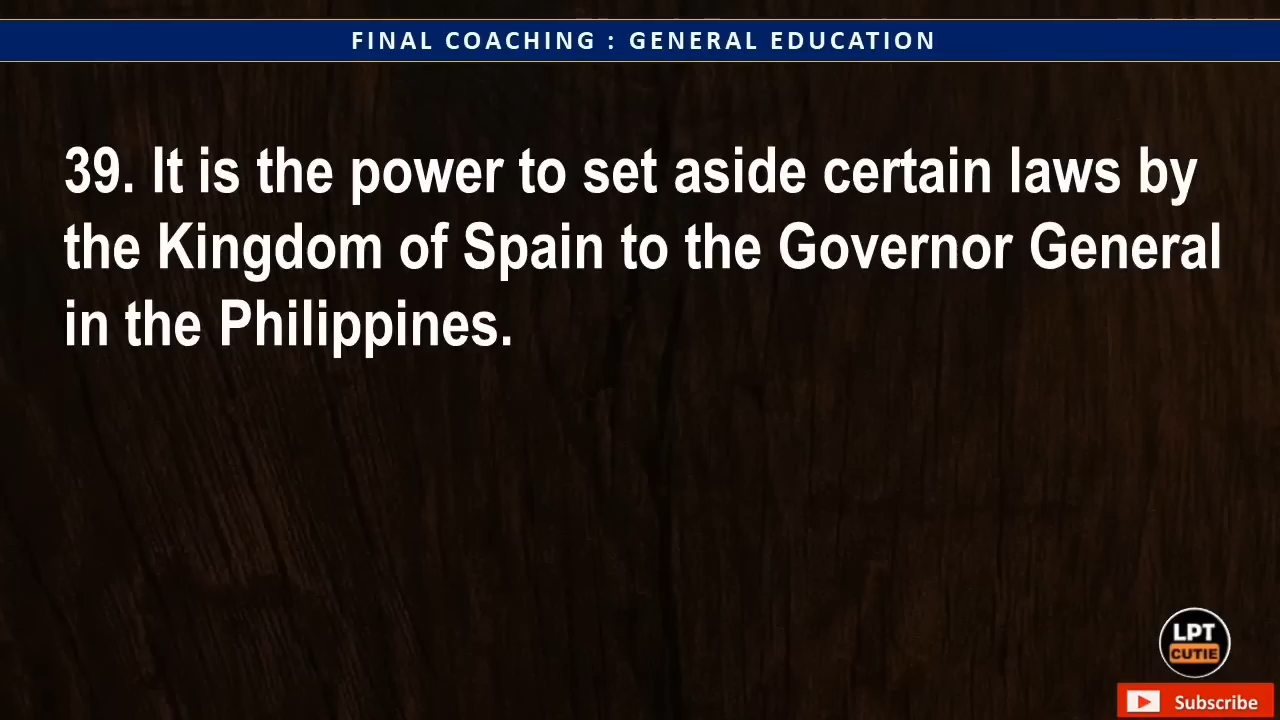 FINAL COACHING : GENERAL EDUCATION
39. It is the power to set aside certain laws by
the Kingdom of Spain to the Governor General
in the Philippines.
LPT
CUTIE
Subscribe